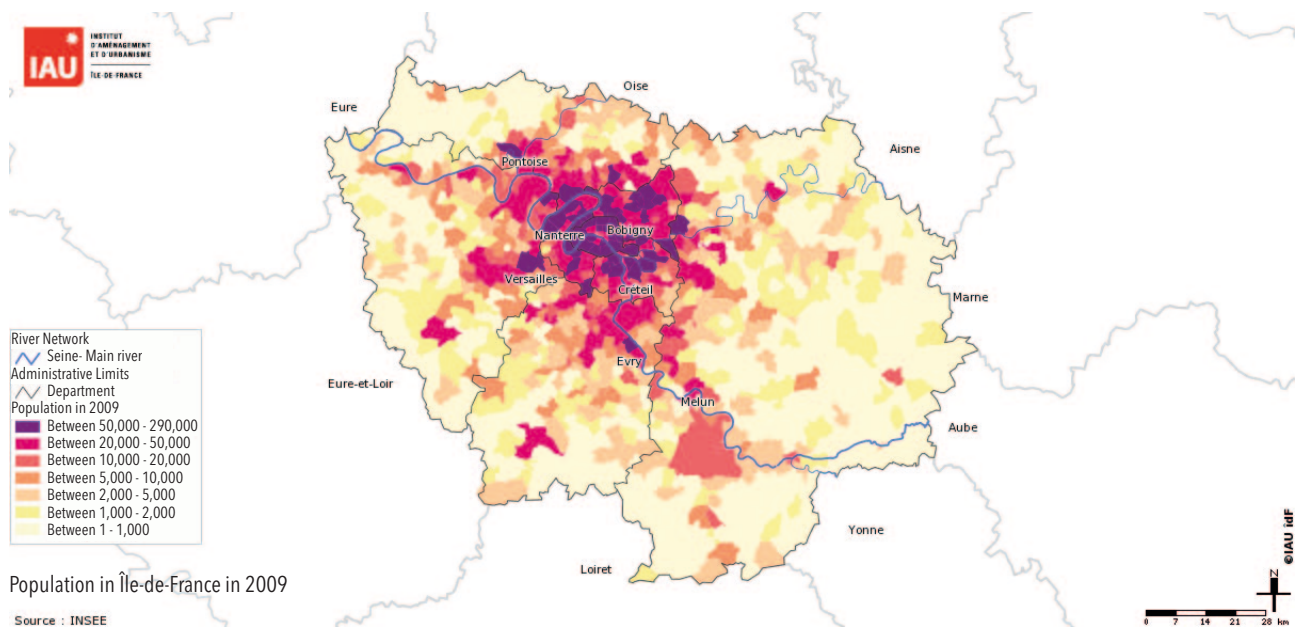 IAU
INSTITUT
D'AMÉNAGEMENT
ET D'URBANISME
ÎLE-DE-FRANCE
Oise
Eure
Aisne
Pontoise
Nanterre
Bobigny
Versailles
Créteil
Marne
Evry
Eure-et-Loir
Melun
Aube
Yonne
Loiret
River Network
Seine- Main river
Administrative Limits
Department
Population in 2009
Between 50,000 - 290,000
Between 20,000 - 50,000
Between 10,000 - 20,000
Between 5,000 - 10,000
Between 2,000 - 5,000
Between 1,000 - 2,000
Between 1 - 1,000
Population in Île-de-France in 2009
Source : INSEE
©IAU îdF
N
0 7 14 21 28 km